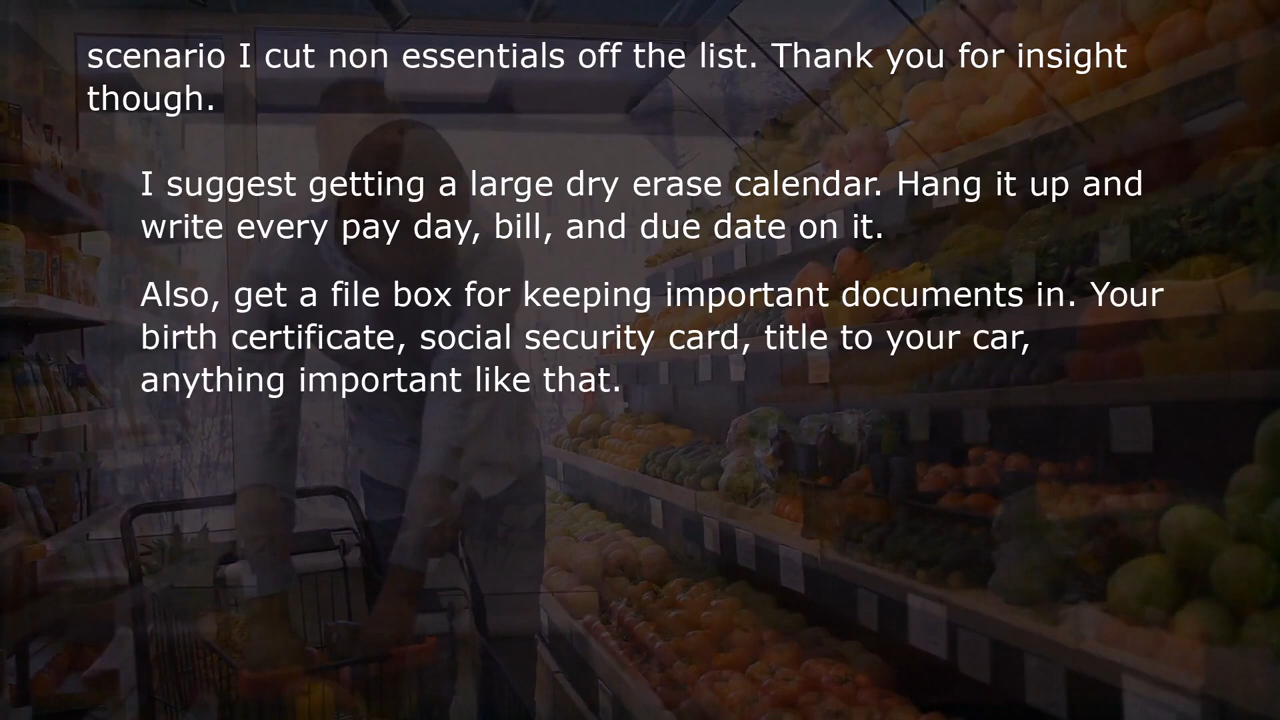 scenario I cut non essentials off the list. Thank you for insight
though.
I suggest getting a large dry erase calendar. Hang it up and
write every pay day, bill, and due date on it.
Also, get a file box for keeping important documents in. Your
birth certificate, social security card, title to your car,
anything important like that.